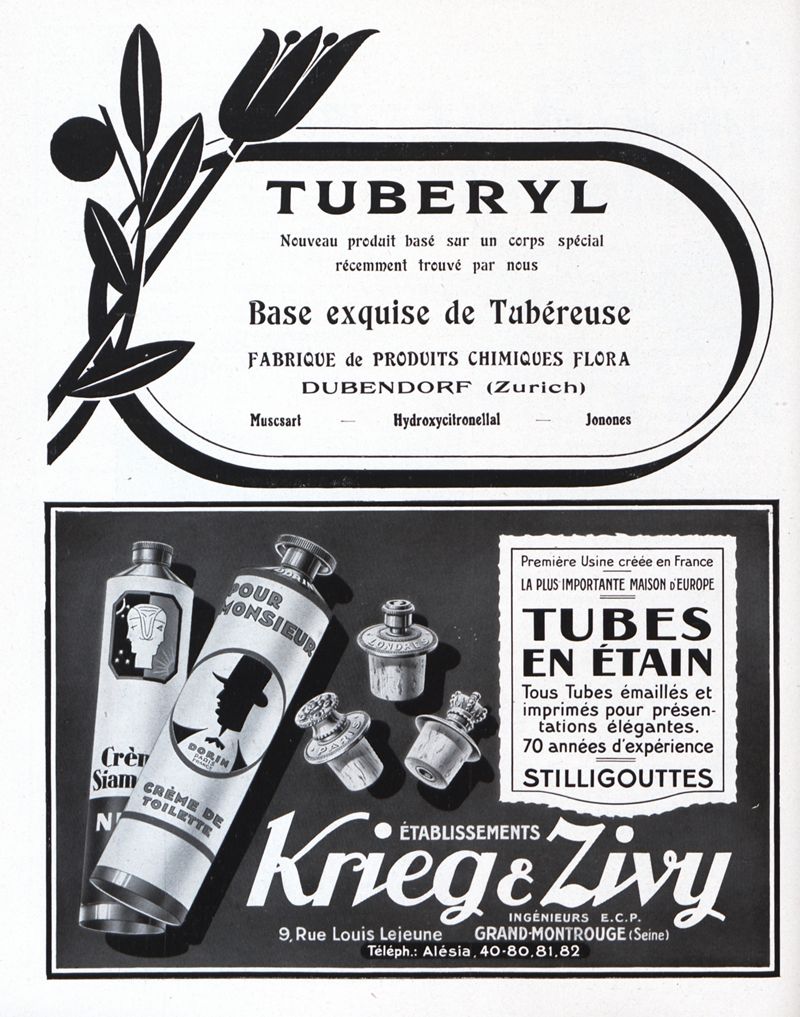 TUBERYL
Nouveau produit basé sur un corps spécial
récemment trouvé par nous
Base exquise de Tubéreuse
FABRIQUE de PRODUITS CHIMIQUES FLORA
DUBENDORF (Zurich)
Muscsart — Hydroxycitronellal — Jonones
DORIN
POUR
MONSIEUR
DORIN
PARIS
FRANCE
CRÈME DE
TOILETTE
Crèm
Siam
LONDRES
PARIS
Première Usine créée en France
LA PLUS IMPORTANTE MAISON D'EUROPE
TUBES
EN ÉTAIN
Tous Tubes émaillés et
imprimés pour présen-
tations élégantes.
70 années d'expérience
STILLIGOUTTES
ÉTABLISSEMENTS
Krieg & Zivy
INGÉNIEURS E.C.P.
9, Rue Louis Lejeune GRAND-MONTROUGE (Seine)
Téléph.: Alésia, 40-80, 81, 82